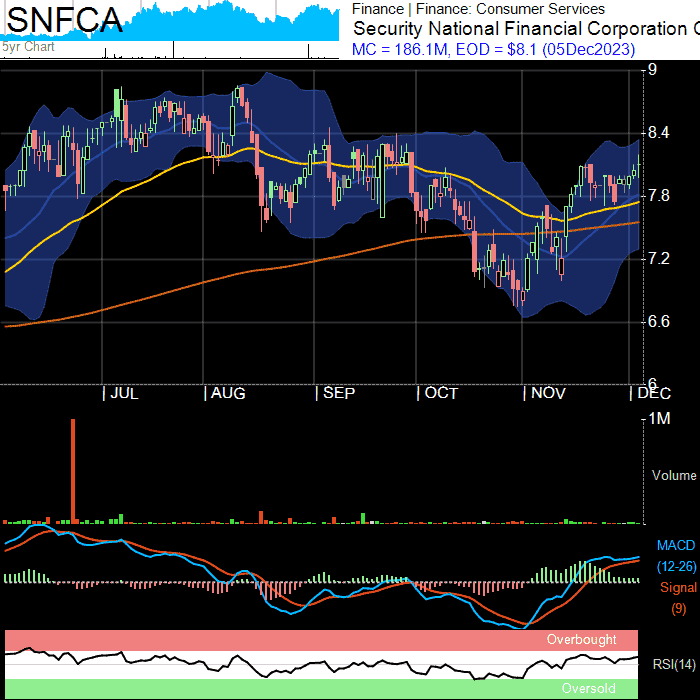 SNFCA
5yr Chart
Finance | Finance: Consumer Services
Security National Financial Corporation C
MC = 186.1M, EOD = $8.1 (05Dec2023)
9
8.4
7.8
7.2
6.6
6
JUL AUG SEP OCT NOV DEC
1M
Volume
MACD
(12-26)
Signal
(9)
Overbought
RSI(14)
Oversold